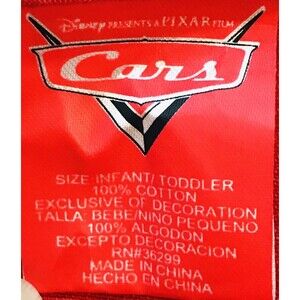 Disney PRESENTS A PIXAR FILM
Cars
SIZE: INFANT/ TODDLER
100% COTTON
EXCLUSIVE OF DECORATION
TALLA: BEBE/NINO PEQUENO
100% ALGODON
EXCEPTO DECORACION
RN#36299
MADE IN CHINA
HECHO EN CHINA